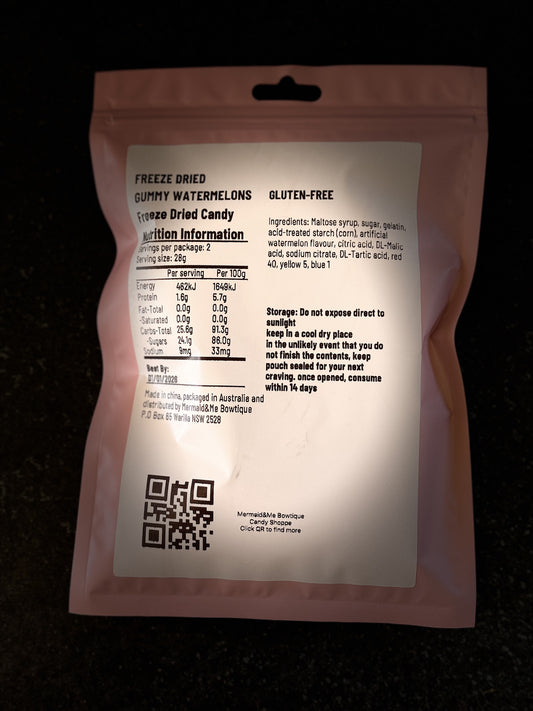 FREEZE DRIED
GUMMY WATERMELONS
Freeze Dried Candy
Nutrition Information
Servings per package: 2
Serving size: 28g
Per serving Per 100g
Energy 462kJ 1649kJ
Protein 1.6g 5.7g
Fat-Total 0.0g 0.0g
-Saturated 0.0g 0.0g
Carbs-Total 25.6g 91.3g
-Sugars 24.1g 86.0g
Sodium 9mg 33mg
Best By:
01/01/2026
Made in china, packaged in Australia and
distributed by Mermaid&Me Bowtique
P.O Box 65 Warilla NSW 2528
GLUTEN-FREE
Ingredients: Maltose syrup, sugar, gelatin,
acid-treated starch (corn), artificial
watermelon flavour, citric acid, DL-Malic
acid, sodium citrate, DL-Tartic acid, red
40, yellow 5, blue 1
Storage: Do not expose direct to
sunlight
keep in a cool dry place
in the unlikely event that you do
not finish the contents, keep
pouch sealed for your next
craving. once opened, consume
within 14 days
Mermaid&Me Bowtique
Candy Shoppe
Click QR to find more